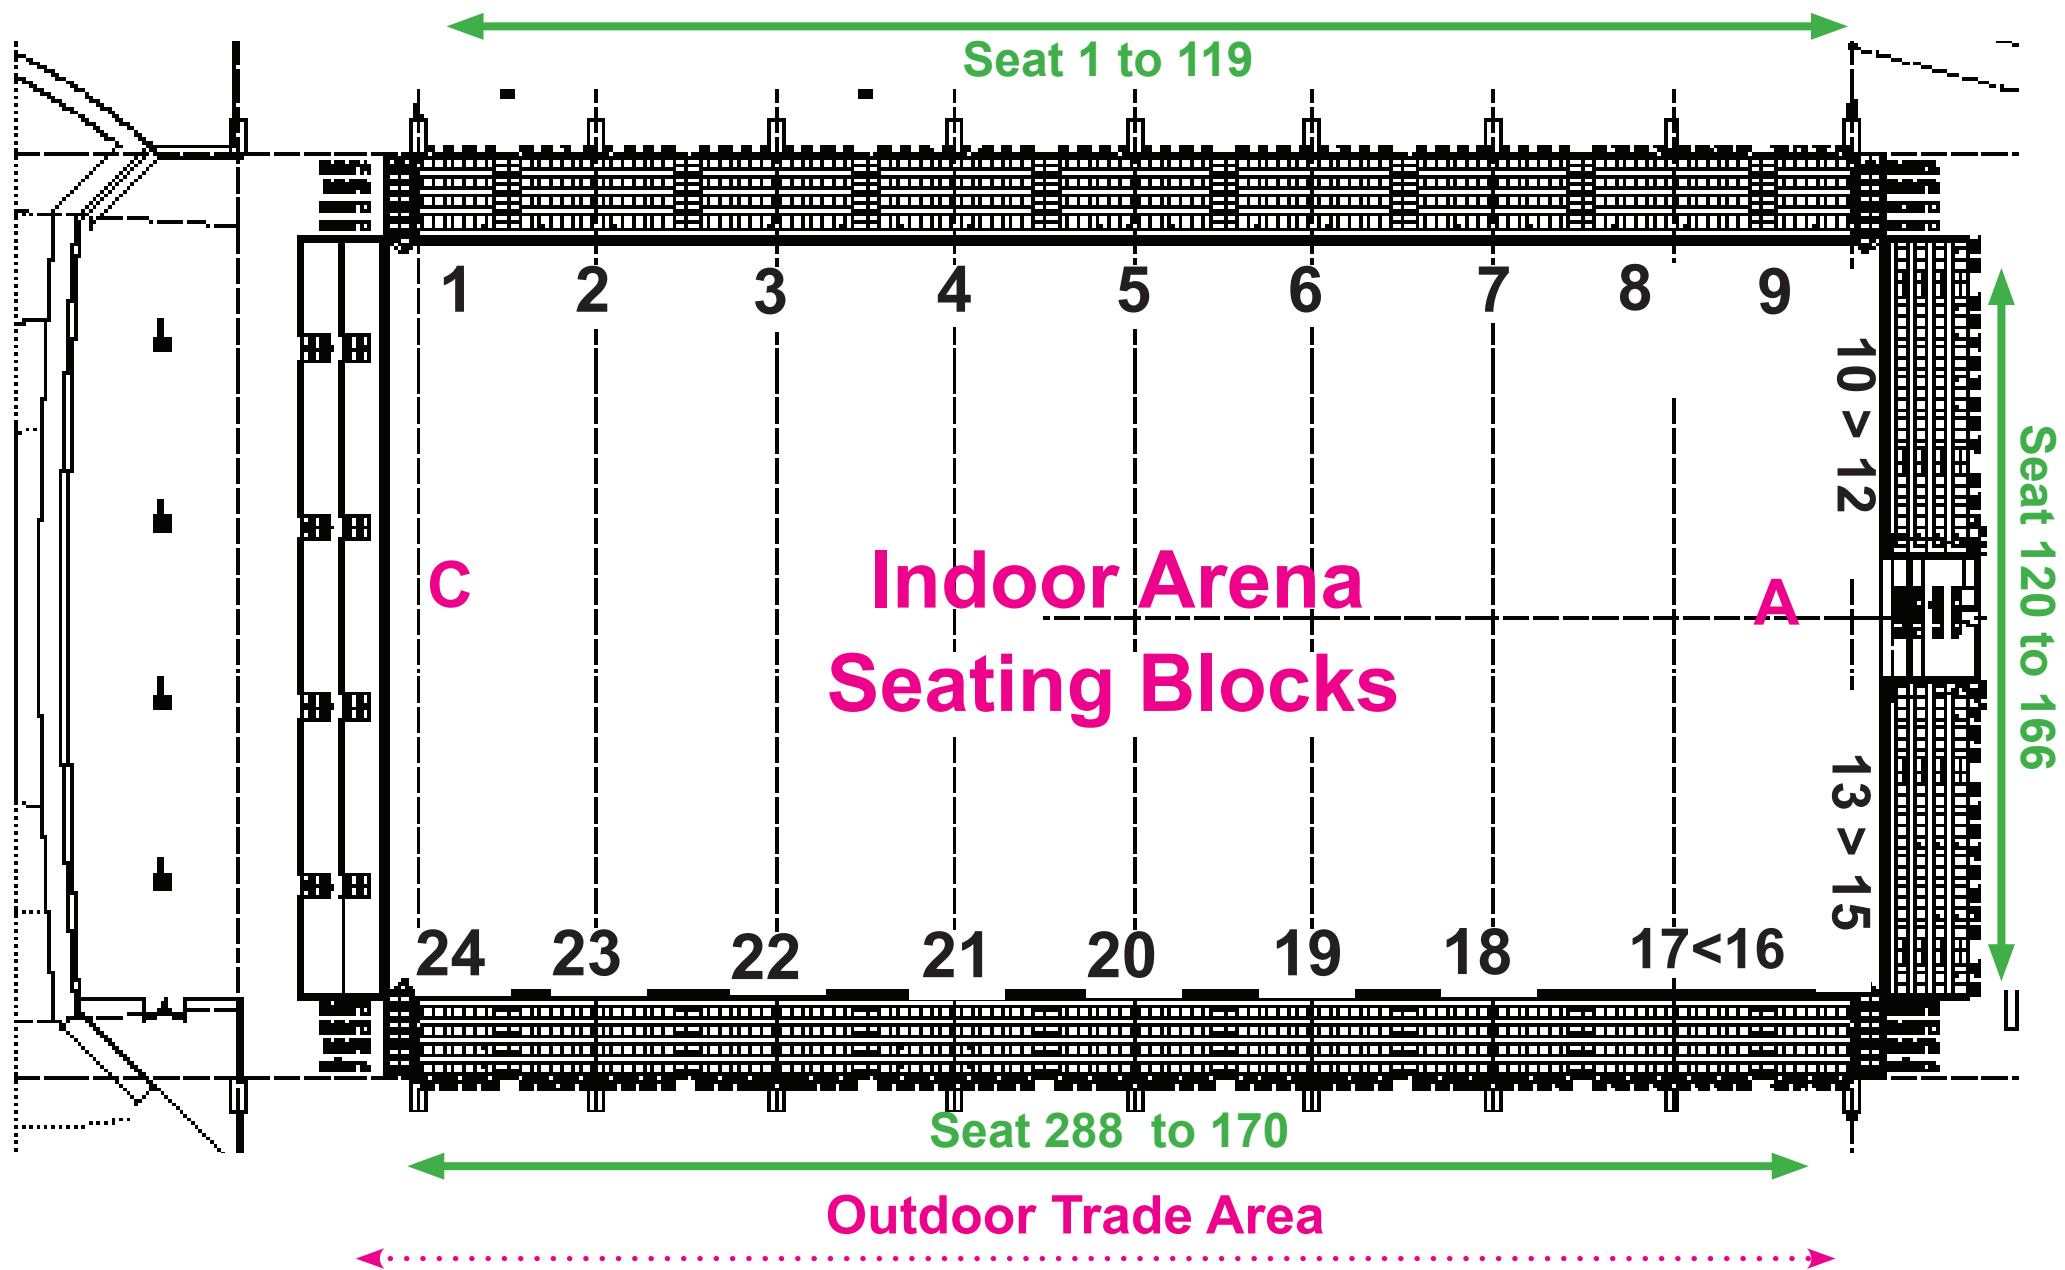 Seat 1 to 119
1 2 3 4 5 6 7 8 9
10 > 12
Seat 120 to 166
C
Indoor Arena
A
Seating Blocks
13 > 15
24 23 22 21 20 19 18 17<16
Seat 288 to 170
Outdoor Trade Area